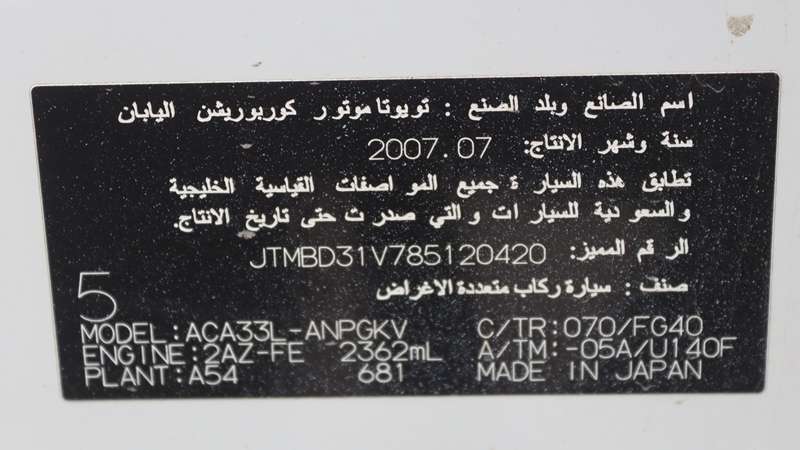 اسم الصانع وبلد الصنع : تويوتا موتور كوربوريشن اليابان
سنة وشهر الانتاج: 2007.07
تطابق هذه السيارة جميع المواصفات القياسية الخليجية
والسعودية للسيارات والتي صدرت حتى تاريخ الانتاج.
الرقم المميز: JTMBD31V785120420
صنف : سيارة ركاب متعددة الاغراض
5
MODEL:ACA33L-ANPGKV C/TR:070/FG40
ENGINE:2AZ-FE 2362mL A/TM:-05A/U140F
PLANT:A54 681 MADE IN JAPAN